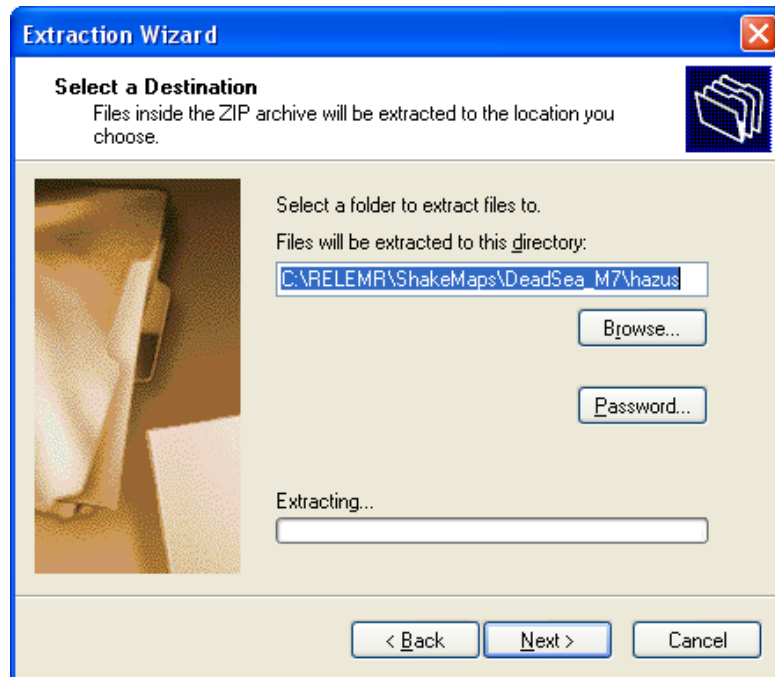 Extraction Wizard
Select a Destination
Files inside the ZIP archive will be extracted to the location you
choose.
Select a folder to extract files to.
Files will be extracted to this directory:
C:\RELEMR\ShakeMaps\DeadSea_M7\hazus
Browse...
Password...
Extracting...
< Back
Next >
Cancel